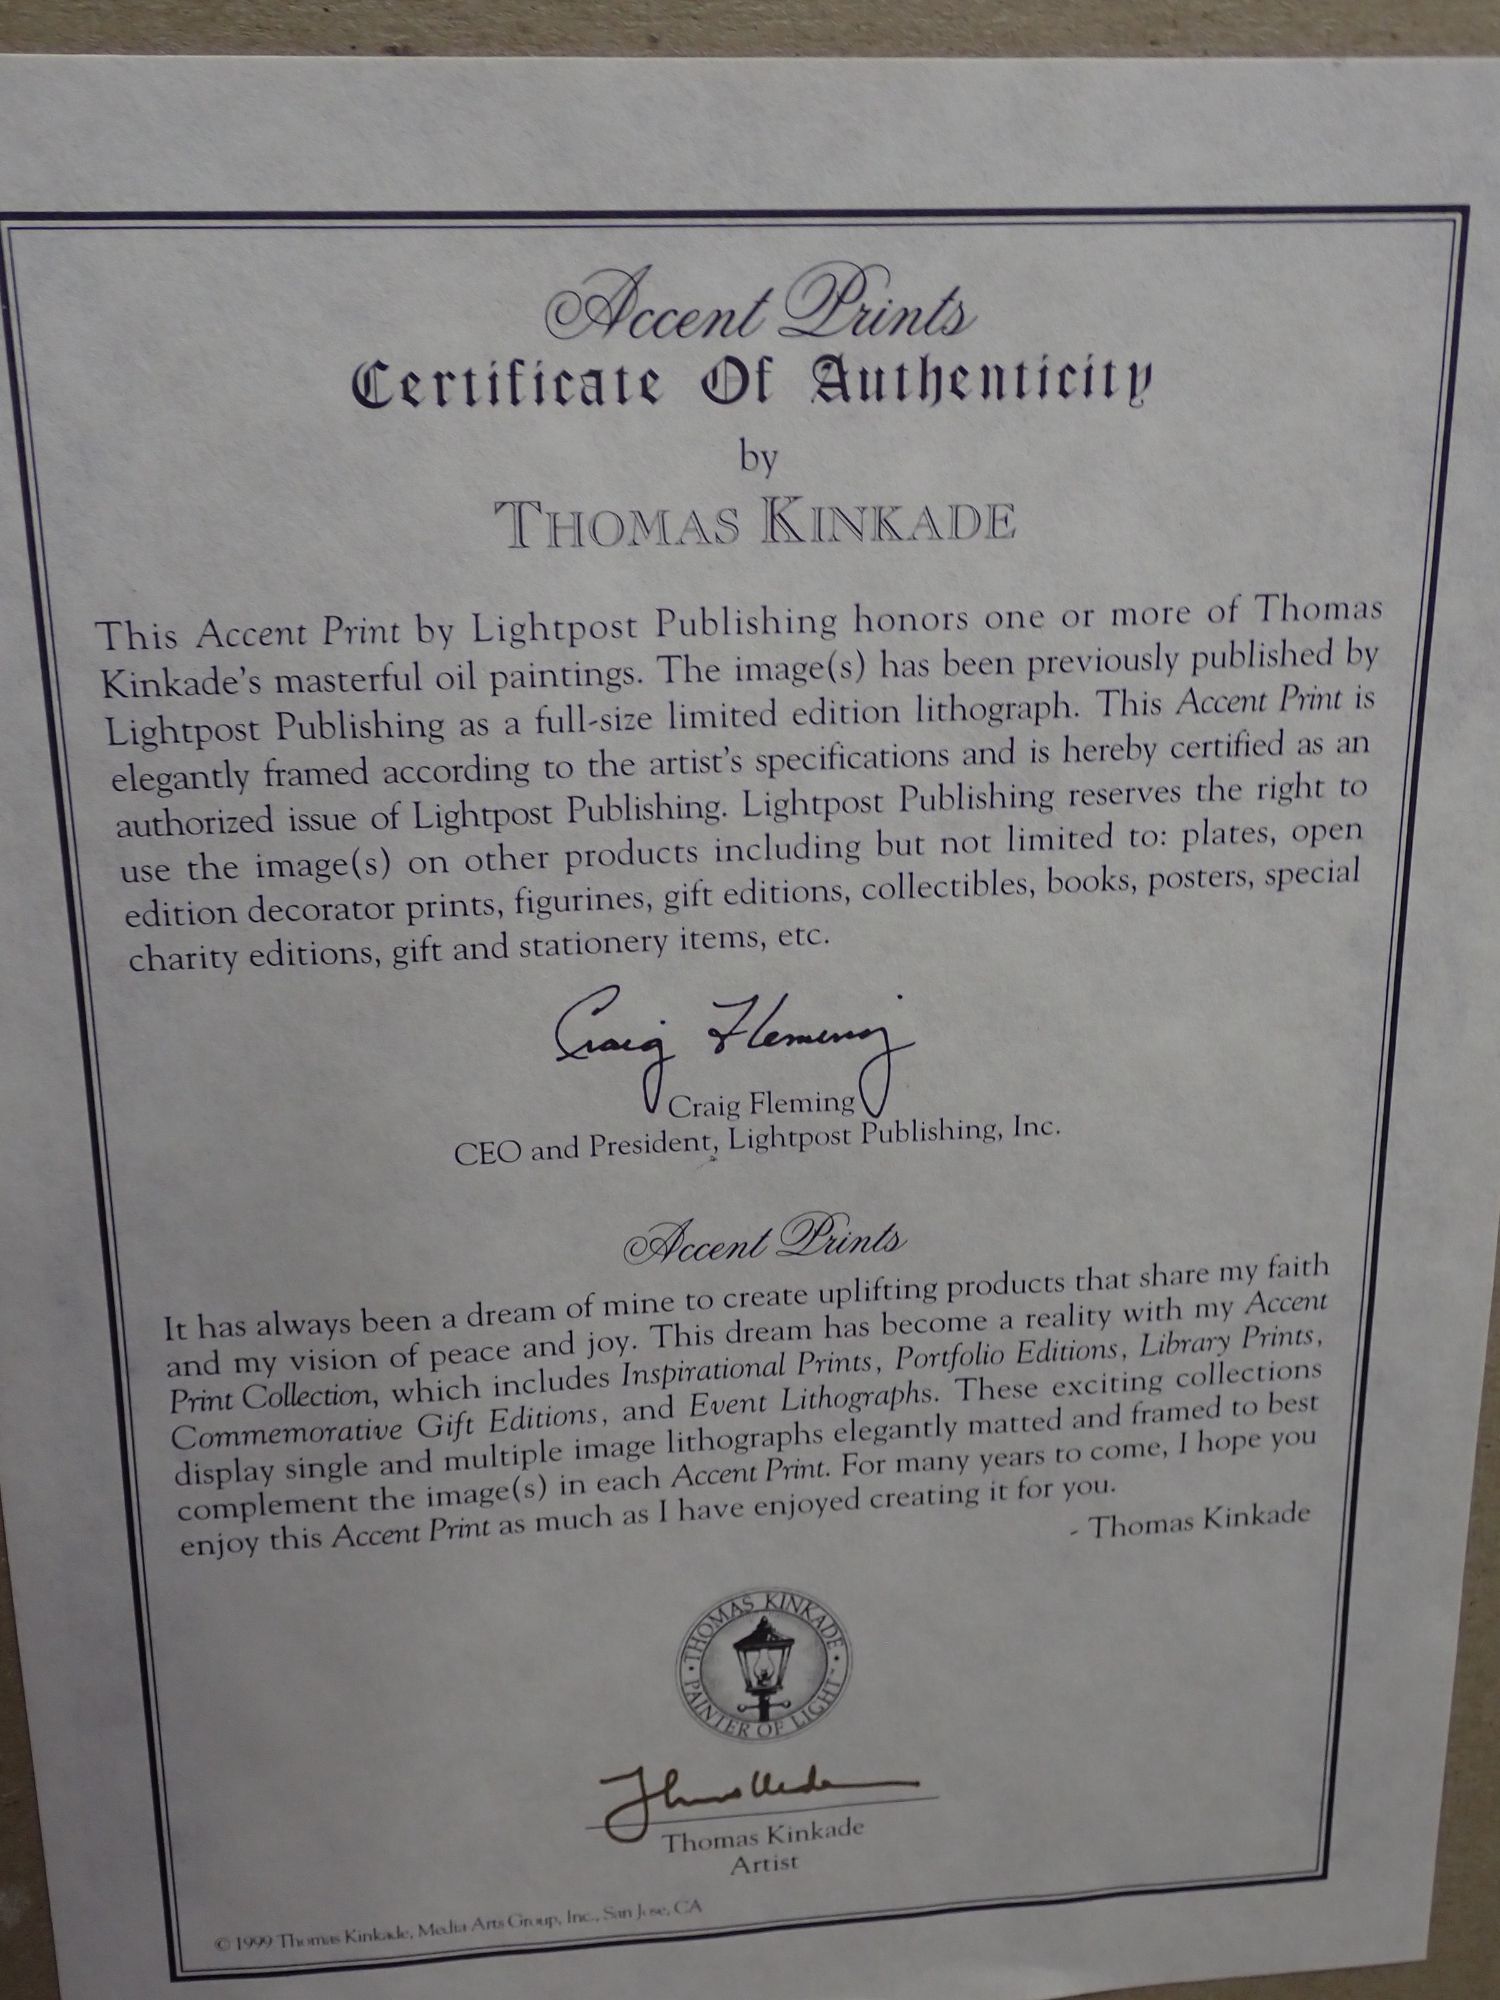 Accent Prints
Certificate Of Authenticity
by
THOMAS KINKADE
This Accent Print by Lightpost Publishing honors one or more of Thomas
Kinkade's masterful oil paintings. The image(s) has been previously published by
Lightpost Publishing as a full-size limited edition lithograph. This Accent Print is
elegantly framed according to the artist's specifications and is hereby certified as an
authorized issue of Lightpost Publishing. Lightpost Publishing reserves the right to
use the image(s) on other products including but not limited to: plates, open
edition decorator prints, figurines, gift editions, collectibles, books, posters, special
charity editions, gift and stationery items, etc.
Craig Fleming
Craig Fleming
CEO and President, Lightpost Publishing, Inc.
Accent Prints
It has always been a dream of mine to create uplifting products that share my faith
and my vision of peace and joy. This dream has become a reality with my Accent
Print Collection, which includes Inspirational Prints, Portfolio Editions, Library Prints,
Commemorative Gift Editions, and Event Lithographs. These exciting collections
display single and multiple image lithographs elegantly matted and framed to best
complement the image(s) in each Accent Print. For many years to come, I hope you
enjoy this Accent Print as much as I have enjoyed creating it for you.
- Thomas Kinkade
THOMAS KINKADE
• PAINTER OF LIGHT •
Thomas Kinkade
Artist
© 1999 Thomas Kinkade, Media Arts Group, Inc., San Jose, CA